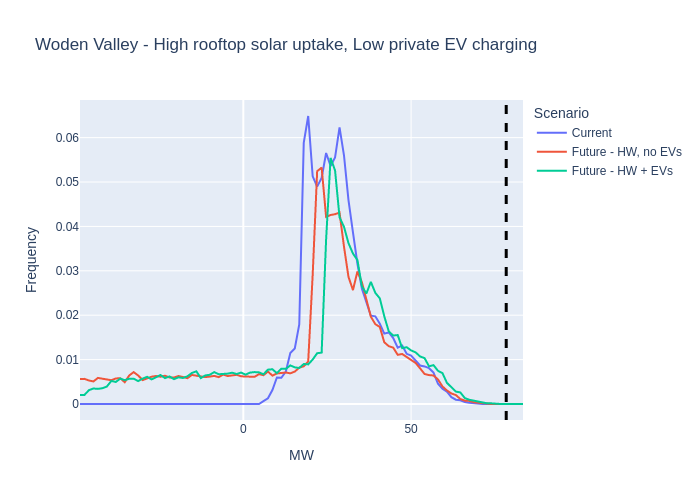 Woden Valley - High rooftop solar uptake, Low private EV charging
Scenario
Current
Future - HW, no EVs
Future - HW + EVs
Frequency
0.06
0.05
0.04
0.03
0.02
0.01
0
0 50
MW